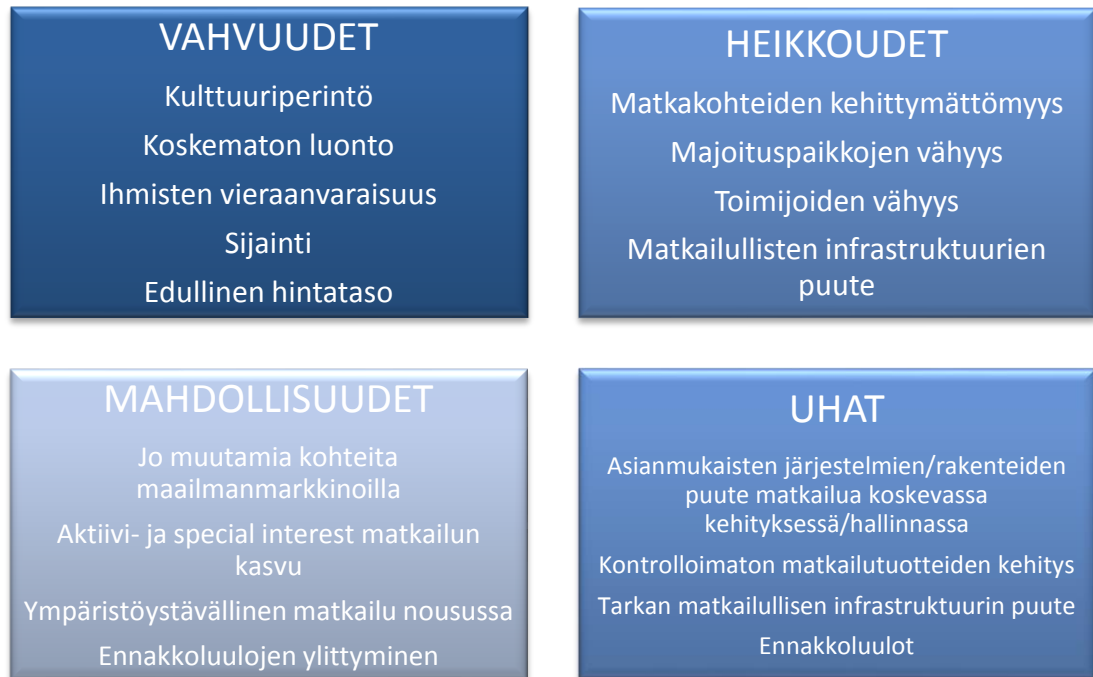 VAHVUUDET
Kulttuuriperintö
Koskematon luonto
Ihmisten vieraanvaraisuus
Sijainti
Edullinen hintataso
HEIKKOUDET
Matkakohteiden kehittymättömyys
Majoituspaikkojen vähyys
Toimijoiden vähyys
Matkailullisten infrastruktuurien
puute
MAHDOLLISUUDET
Jo muutamia kohteita
maailmanmarkkinoilla
Aktiivi- ja special interest matkailun
kasvu
Ympäristöystävällinen matkailu nousussa
Ennakkoluulojen ylittyminen
UHAT
Asianmukaisten järjestelmien/rakenteiden
puute matkailua koskevassa
kehityksessä/hallinnassa
Kontrolloimaton matkailutuotteiden kehitys
Tarkan matkailullisen infrastruktuurin puute
Ennakkoluulot